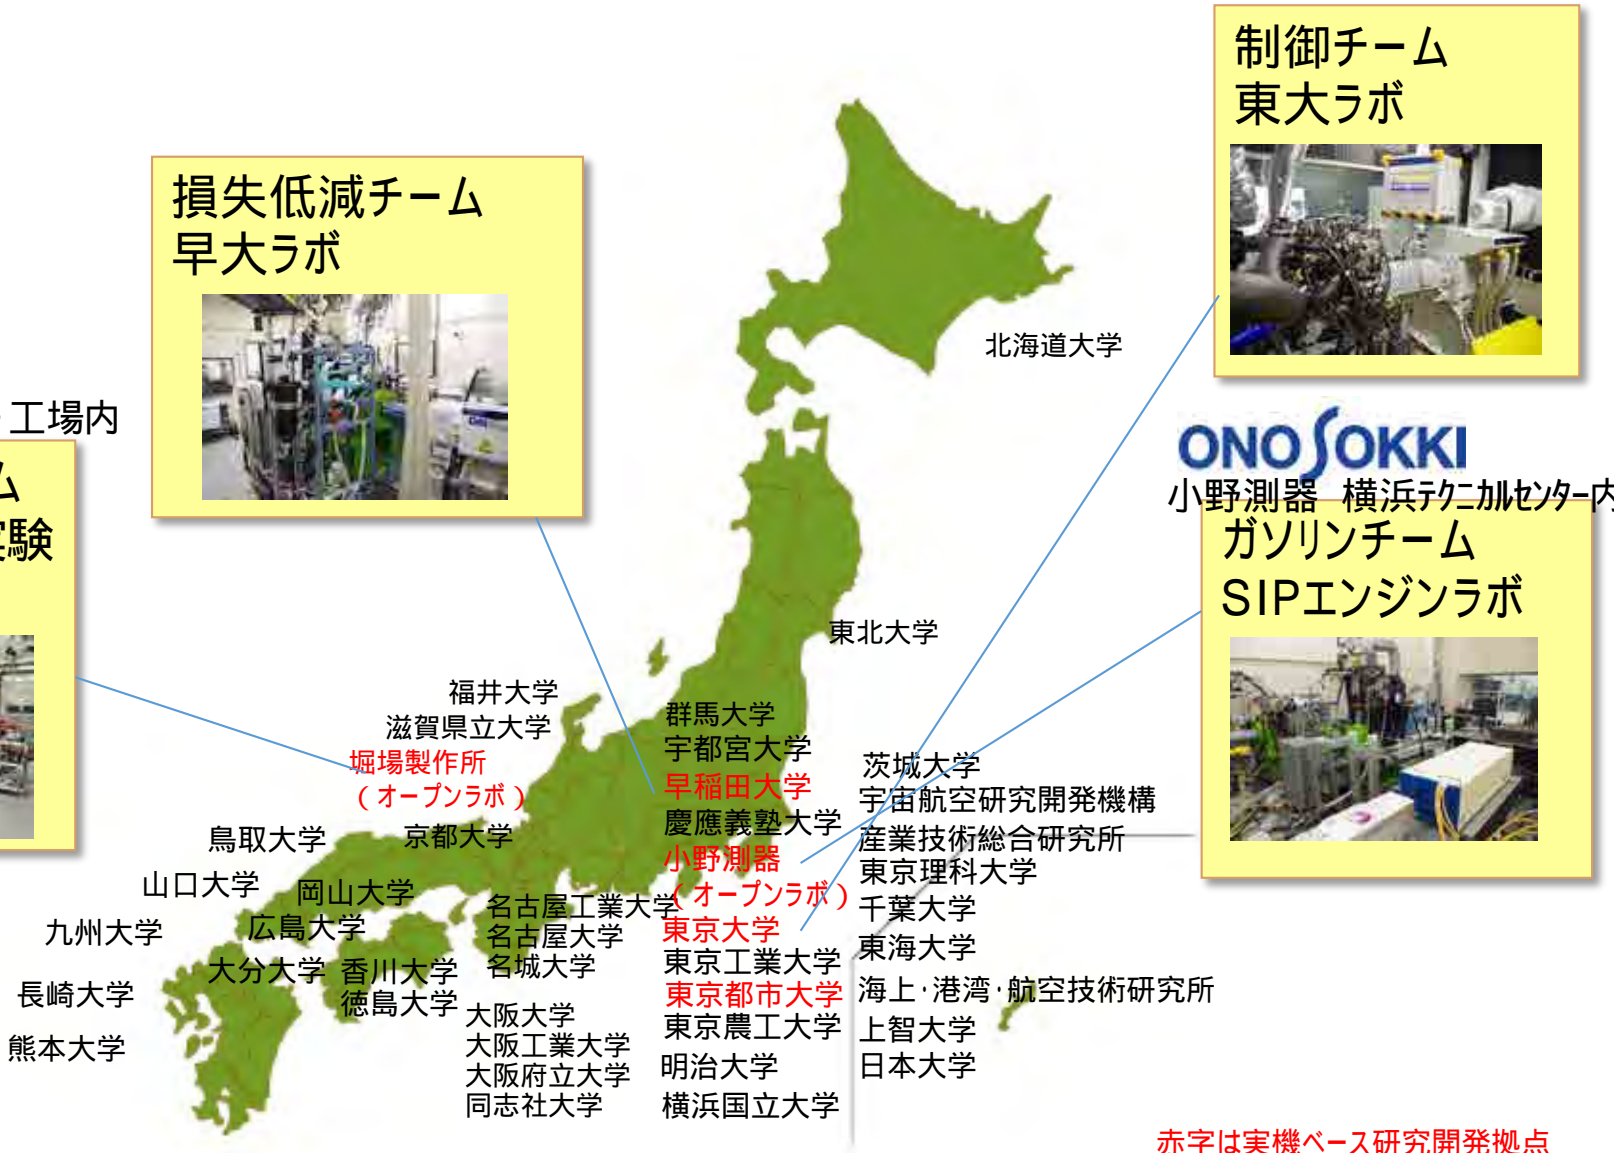 制御チーム
東大ラボ
損失低減チーム
早大ラボ
北海道大学
工場内
ム
実験
ONO SOKKI
小野測器 横浜テクニカルセンター内
ガソリンチーム
SIPエンジンラボ
東北大学
福井大学
滋賀県立大学
堀場製作所
(オープンラボ)
鳥取大学
京都大学
山口大学
岡山大学
九州大学
広島大学
大分大学
香川大学
徳島大学
長崎大学
熊本大学
名古屋工業大学
名古屋大学
名城大学
大阪大学
大阪工業大学
大阪府立大学
同志社大学
群馬大学
宇都宮大学
早稲田大学
慶應義塾大学
小野測器
(オープンラボ)
東京大学
東京工業大学
東京都市大学
東京農工大学
明治大学
横浜国立大学
茨城大学
宇宙航空研究開発機構
産業技術総合研究所
東京理科大学
千葉大学
東海大学
海上・港湾・航空技術研究所
上智大学
日本大学
赤字は実機ベース研究開発拠点